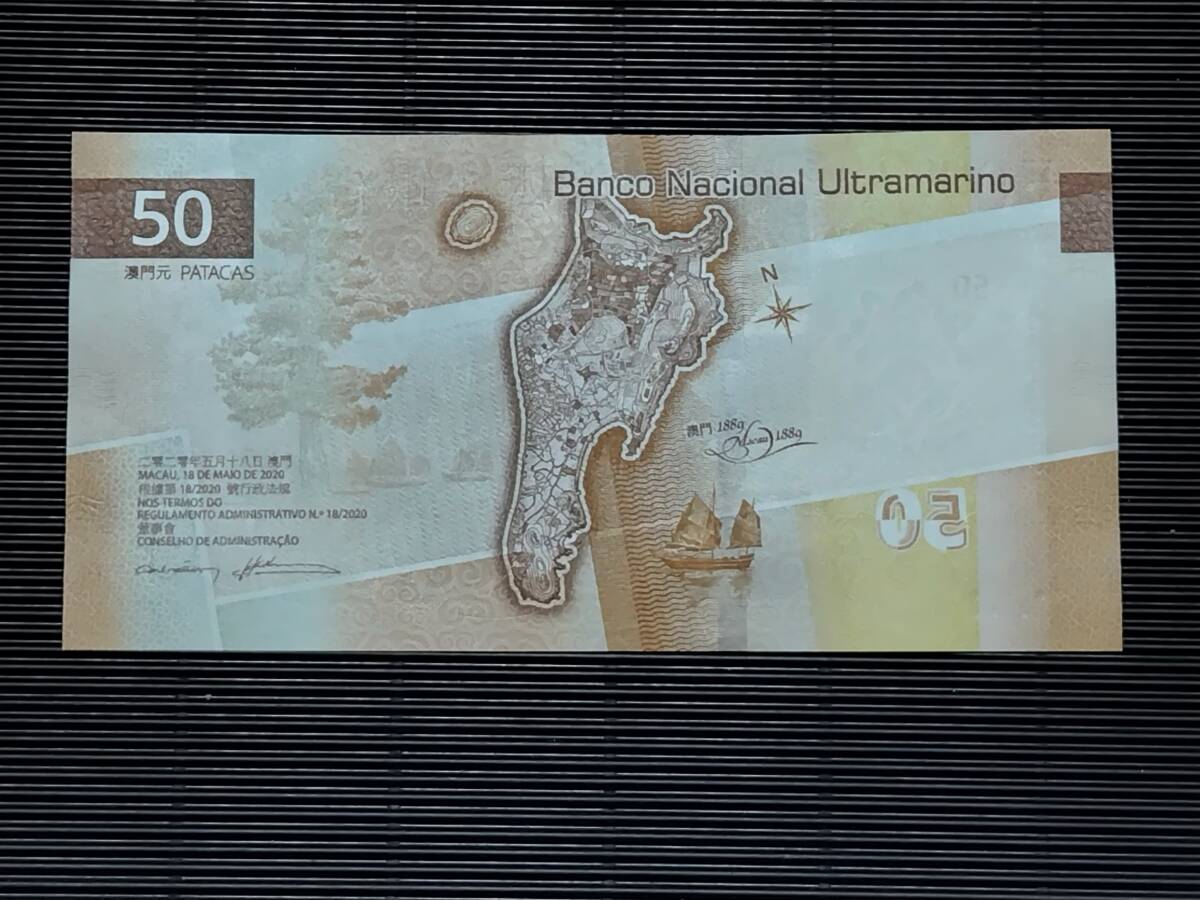 Banco Nacional Ultramarino
50
澳門元 PATACAS
N
澳門 1889
Macau 1889
二零二零年五月十八日 澳門
MACAU, 18 DE MAIO DE 2020
根據第 18/2020 號行政法規
NOS TERMOS DO
REGULAMENTO ADMINISTRATIVO N.º 18/2020
董事會
CONSELHO DE ADMINISTRAÇÃO
50